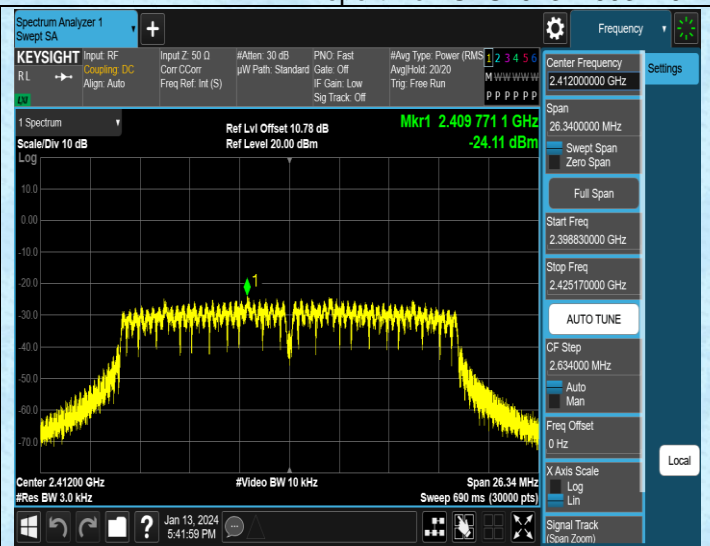 Spectrum Analyzer 1
Swept SA
+
Frequency
KEYSIGHT
RL
Input: RF
Coupling: DC
Align: Auto
Input Z: 50 Ω
Corr CCorr
Freq Ref: Int (S)
#Atten: 30 dB
µW Path: Standard
PNO: Fast
Gate: Off
IF Gain: Low
Sig Track: Off
#Avg Type: Power (RMS
Avg|Hold: 20/20
Trig: Free Run
1 2 3 4 5 6
M W W W W W
P P P P P P
LXI
1 Spectrum
Scale/Div 10 dB
Ref Lvl Offset 10.78 dB
Ref Level 20.00 dBm
Mkr1 2.409 771 1 GHz
-24.11 dBm
Log
10.0
0.00
-10.0
-20.0
-30.0
-40.0
-50.0
-60.0
-70.0
1
Center 2.41200 GHz
#Res BW 3.0 kHz
#Video BW 10 kHz
Span 26.34 MHz
Sweep 690 ms (30000 pts)
Jan 13, 2024
5:41:59 PM
?
Center Frequency
2.412000000 GHz
Settings
Span
26.3400000 MHz
Swept Span
Zero Span
Full Span
Start Freq
2.398830000 GHz
Stop Freq
2.425170000 GHz
AUTO TUNE
CF Step
2.634000 MHz
Auto
Man
Freq Offset
0 Hz
X Axis Scale
Log
Lin
Local
Signal Track
(Span Zoom)